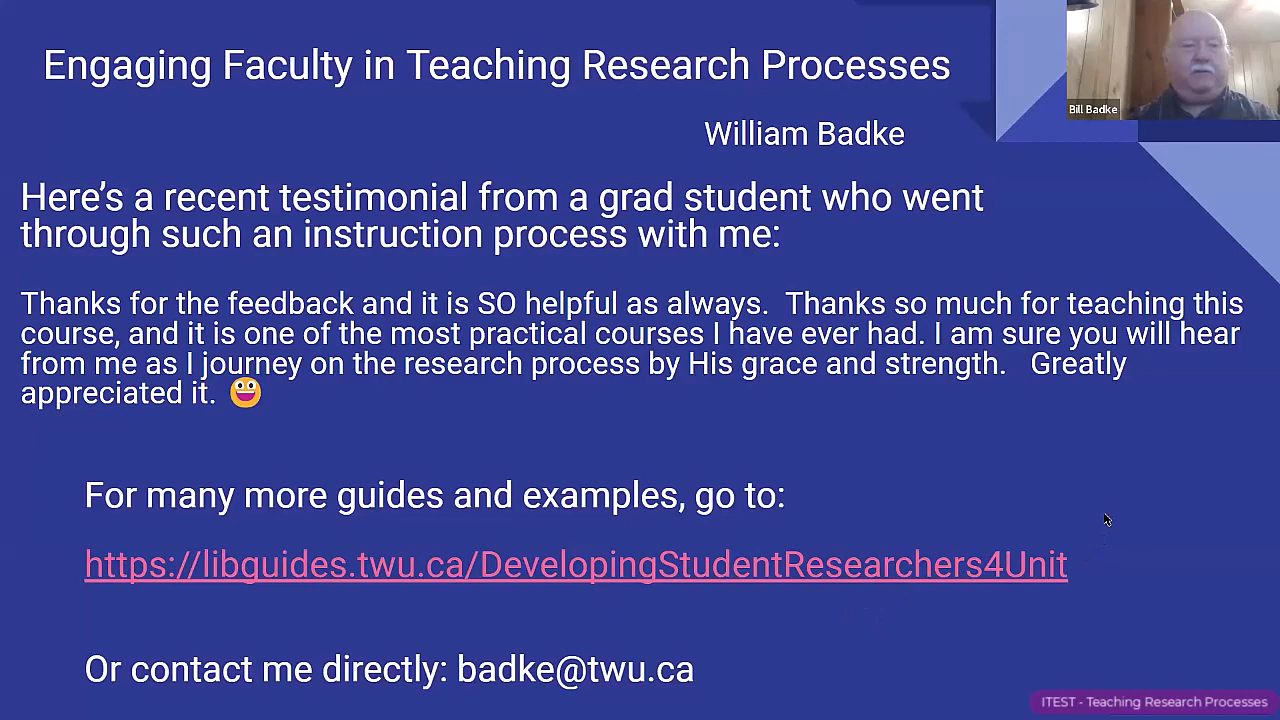 Engaging Faculty in Teaching Research Processes
Bill Badke
William Badke
Here’s a recent testimonial from a grad student who went
through such an instruction process with me:
Thanks for the feedback and it is SO helpful as always.  Thanks so much for teaching this
course, and it is one of the most practical courses I have ever had. I am sure you will hear
from me as I journey on the research process by His grace and strength.   Greatly
appreciated it. 😀
For many more guides and examples, go to:
https://libguides.twu.ca/DevelopingStudentResearchers4Unit
Or contact me directly: badke@twu.ca
ITEST - Teaching Research Processes